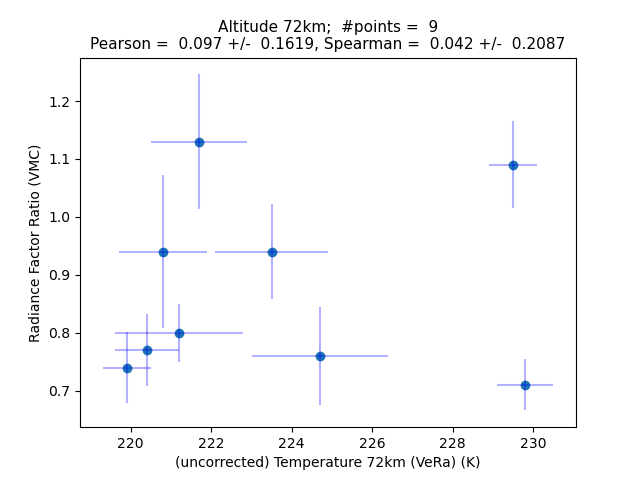 Altitude 72km;  #points =  9
Pearson =  0.097 +/-  0.1619, Spearman =  0.042 +/-  0.2087
1.2
1.1
1.0
0.9
0.8
0.7
Radiance Factor Ratio (VMC)
220 222 224 226 228 230
(uncorrected) Temperature 72km (VeRa) (K)